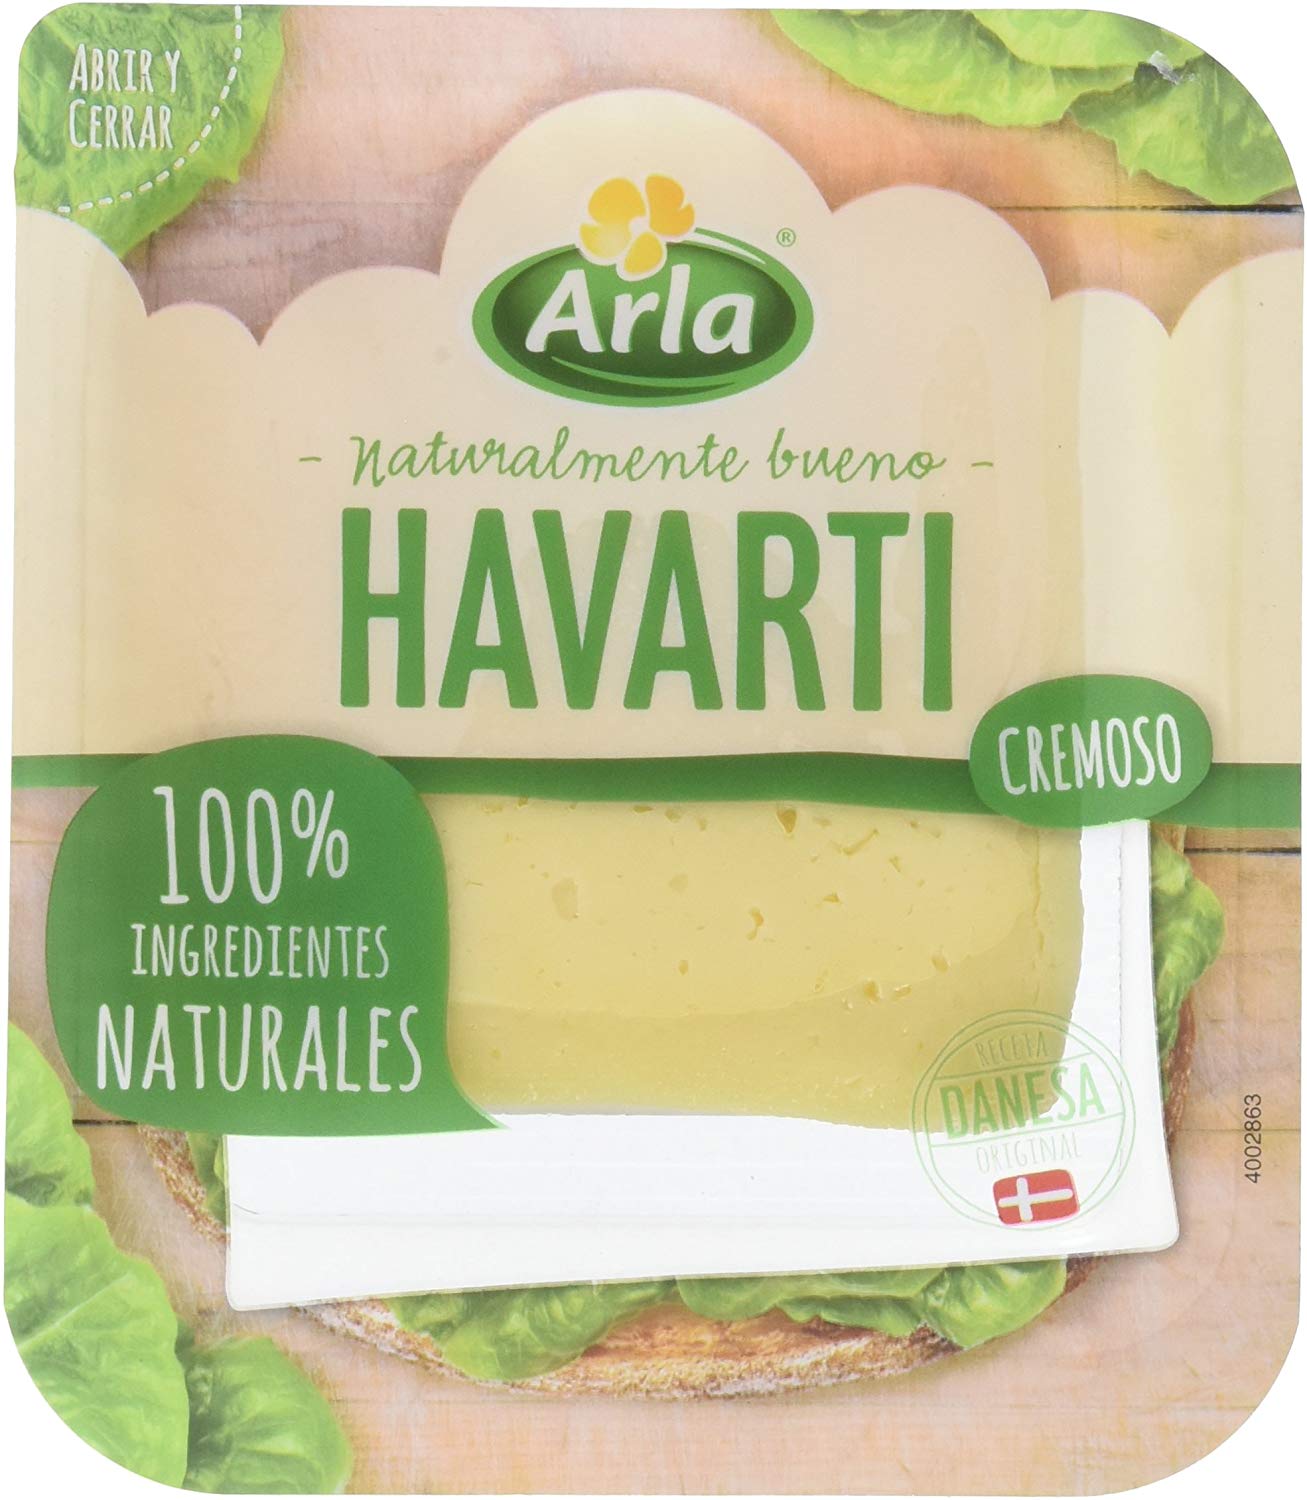 ABRIR Y
CERRAR
Arla®
- Naturalmente bueno -
HAVARTI
CREMOSO
100%
INGREDIENTES
NATURALES
RECETA
DANESA
ORIGINAL
4002863